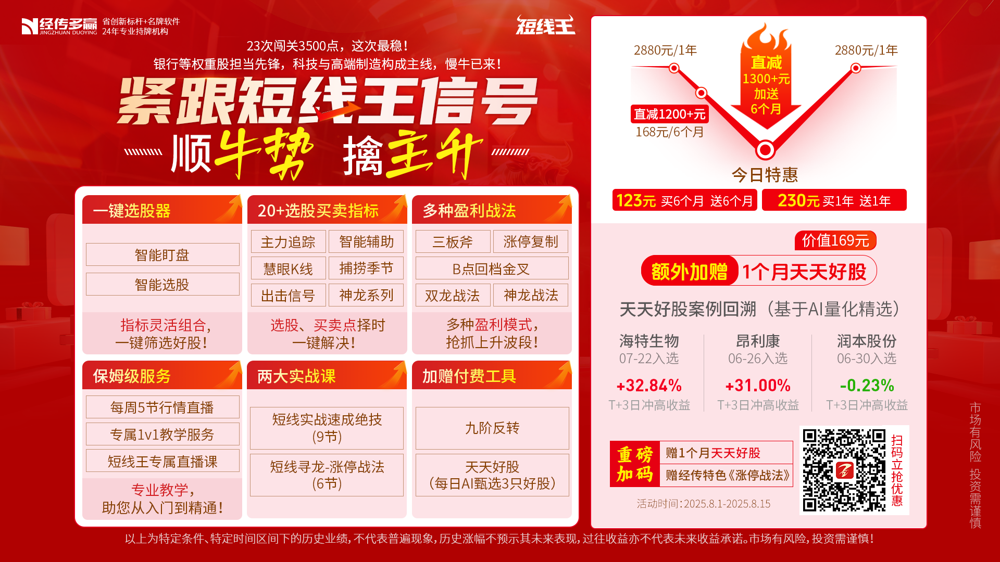 经传多赢
JINGZHUAN DUOYING
省创新标杆+名牌软件
24年专业持牌机构
短线王
23次闯关3500点，这次最稳！
银行等权重股担当先锋，科技与高端制造构成主线，慢牛已来！
紧跟短线王信号
顺牛势 擒主升
一键选股器
智能盯盘
智能选股
指标灵活组合，
一键筛选好股！
20+选股买卖指标
主力追踪
智能辅助
慧眼K线
捕捞季节
出击信号
神龙系列
选股、买卖点择时
一键解决！
多种盈利战法
三板斧
涨停复制
B点回档金叉
双龙战法
神龙战法
多种盈利模式，
抢抓上升波段！
保姆级服务
每周5节行情直播
专属1v1教学服务
短线王专属直播课
专业教学，
助您从入门到精通！
两大实战课
短线实战速成绝技
(9节)
短线寻龙-涨停战法
(6节)
加赠付费工具
九阶反转
天天好股
（每日AI甄选3只好股）
2880元/1年
直减
1300+元
加送
6个月
2880元/1年
直减1200+元
168元/6个月
今日特惠
123元 买6个月 送6个月
230元 买1年 送1年
价值169元
额外加赠 1个月天天好股
天天好股案例回溯（基于AI量化精选）
海特生物
07-22入选
+32.84%
T+3日冲高收益
昂利康
06-26入选
+31.00%
T+3日冲高收益
润本股份
06-30入选
-0.23%
T+3日冲高收益
重磅
加码
赠1个月天天好股
赠经传特色《涨停战法》
活动时间：2025.8.1-2025.8.15
扫码立抢优惠
市场有风险 投资需谨慎
以上为特定条件、特定时间区间下的历史业绩，不代表普遍现象，历史涨幅不预示其未来表现，过往收益亦不代表未来收益承诺。市场有风险，投资需谨慎！